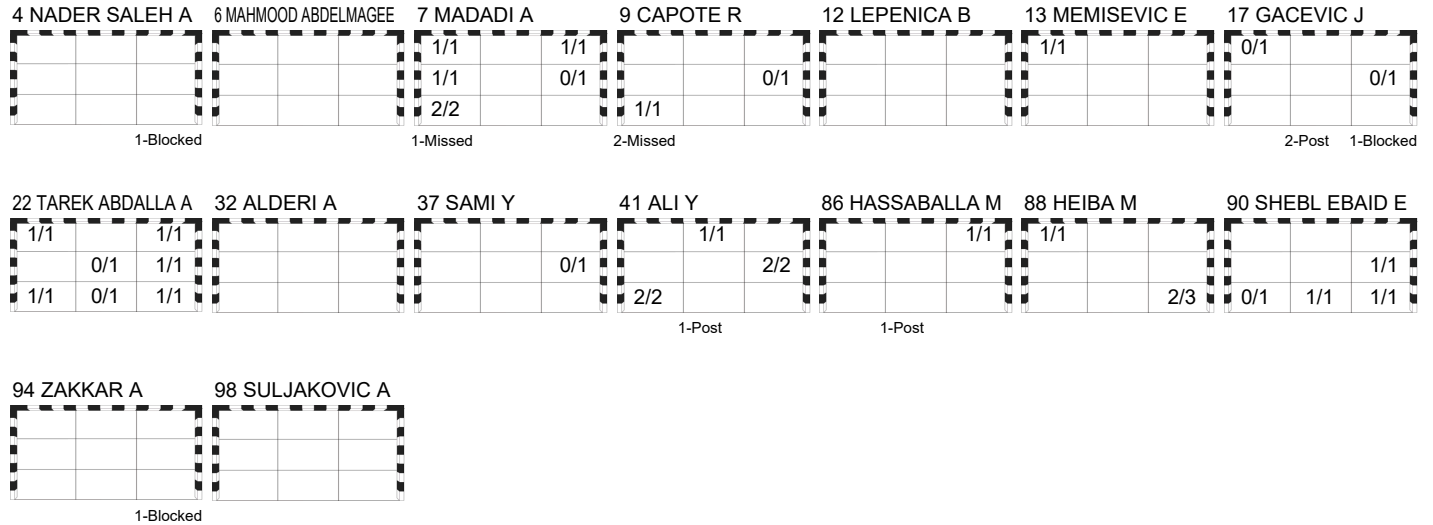 4 NADER SALEH A 6 MAHMOOD ABDELMAGEE 7 MADADI A 9 CAPOTE R 12 LEPENICA B 13 MEMISEVIC E 17 GACEVIC J
1/1 1/1 1/1 0/1
1/1 0/1 0/1 0/1
2/2 1/1
1-Blocked 1-Missed 2-Missed 2-Post 1-Blocked
22 TAREK ABDALLA A 32 ALDERI A 37 SAMI Y 41 ALI Y 86 HASSABALLA M 88 HEIBA M 90 SHEBL EBAID E
1/1 1/1 1/1 1/1 1/1
0/1 1/1 0/1 2/2 1/1
1/1 0/1 1/1 2/2 2/3 0/1 1/1 1/1
1-Post 1-Post
94 ZAKKAR A 98 SULJAKOVIC A
1-Blocked